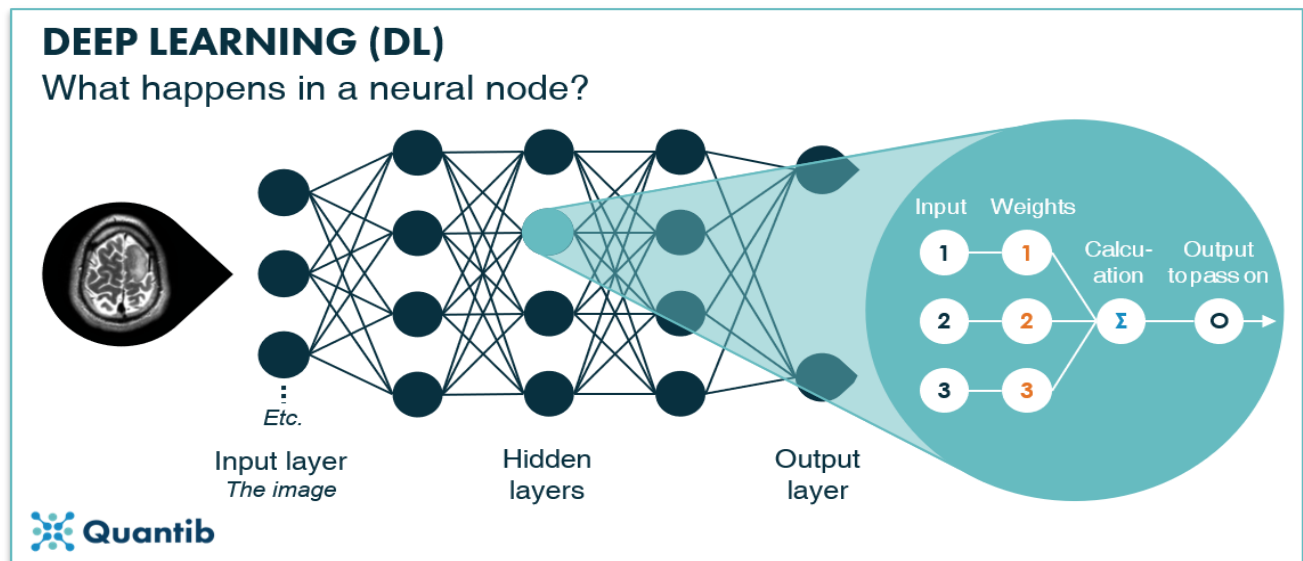 DEEP LEARNING (DL)
What happens in a neural node?
Input Weights
1 1
Calcu-
ation
Output
to pass on
2 2 Σ O
3 3
Etc.
Input layer
The image
Hidden
layers
Output
layer
Quantib